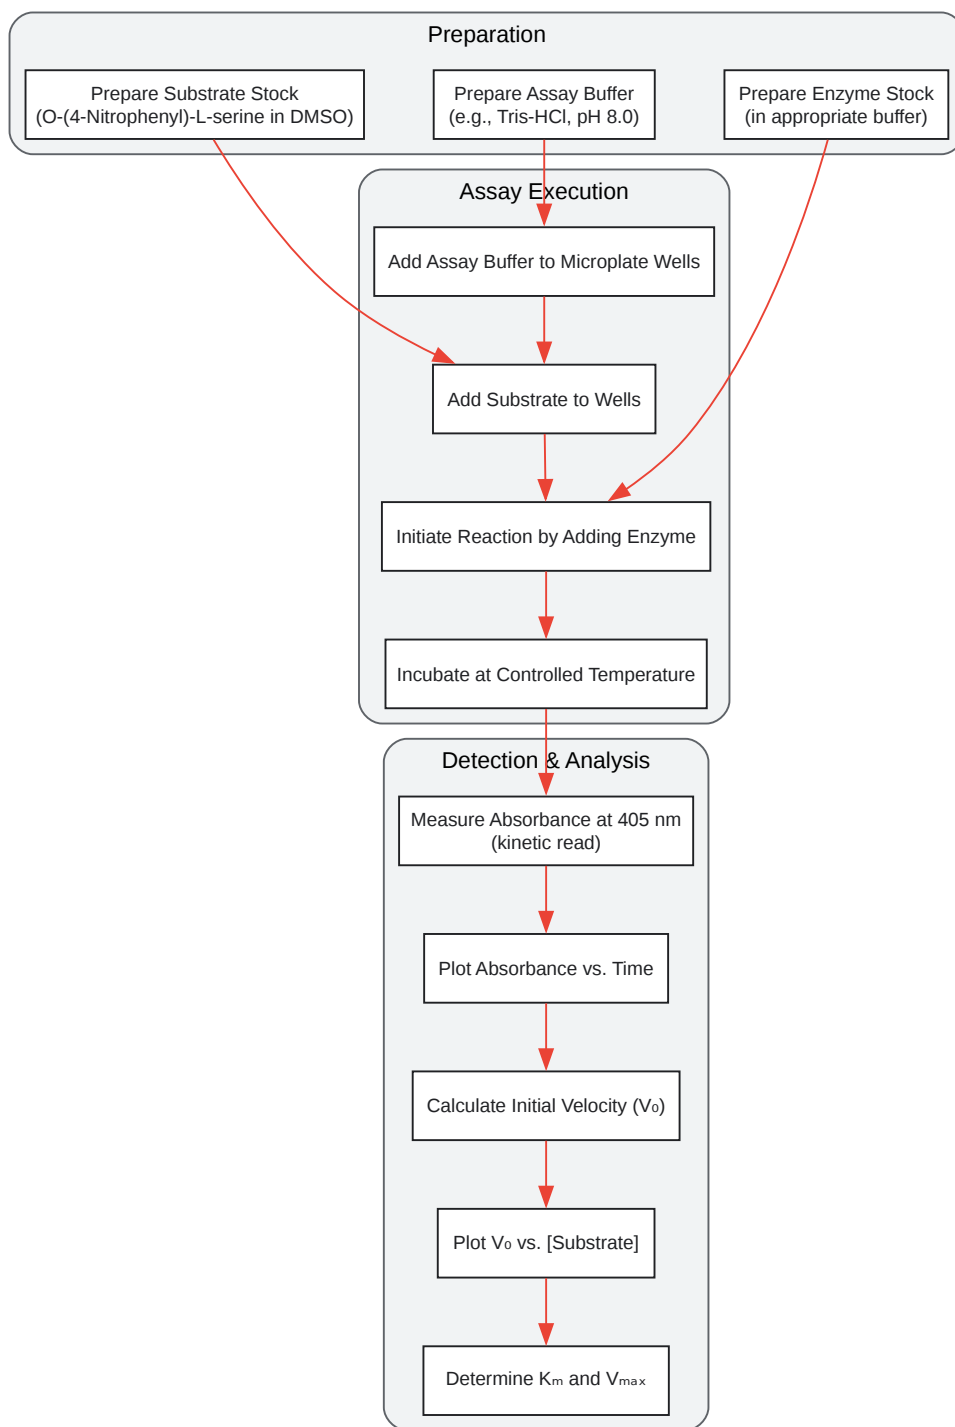 Preparation
Prepare Substrate Stock
(O-(4-Nitrophenyl)-L-serine in DMSO)
Prepare Assay Buffer
(e.g., Tris-HCl, pH 8.0)
Prepare Enzyme Stock
(in appropriate buffer)
Assay Execution
Add Assay Buffer to Microplate Wells
Add Substrate to Wells
Initiate Reaction by Adding Enzyme
Incubate at Controlled Temperature
Detection & Analysis
Measure Absorbance at 405 nm
(kinetic read)
Plot Absorbance vs. Time
Calculate Initial Velocity (V₀)
Plot V₀ vs. [Substrate]
Determine Kₘ and Vₘₐₓ